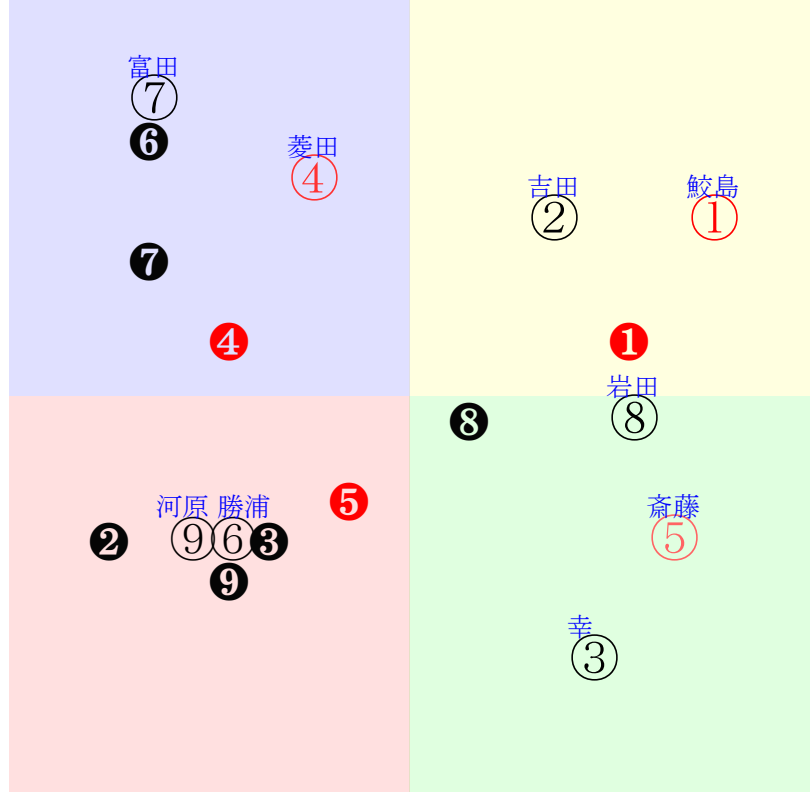 富田
⑦
❻
菱田
④
吉田
②
鮫島
①
❼
❹
❶
岩田
⑧
❽
河原 勝浦
❺
斎藤
❷
⑨⑥❸
⑤
❾
幸
③